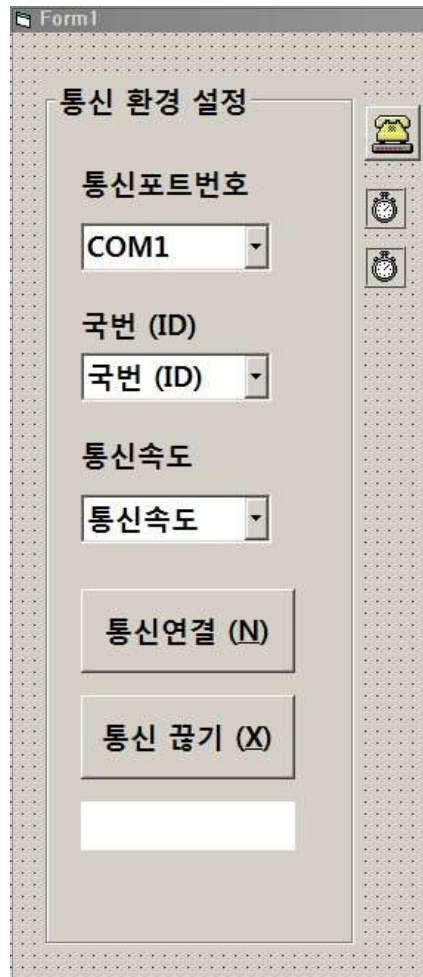 Form1
통신 환경 설정
통신포트번호
COM1
국번 (ID)
국번 (ID)
통신속도
통신속도
통신연결 (N)
통신 끊기 (X)